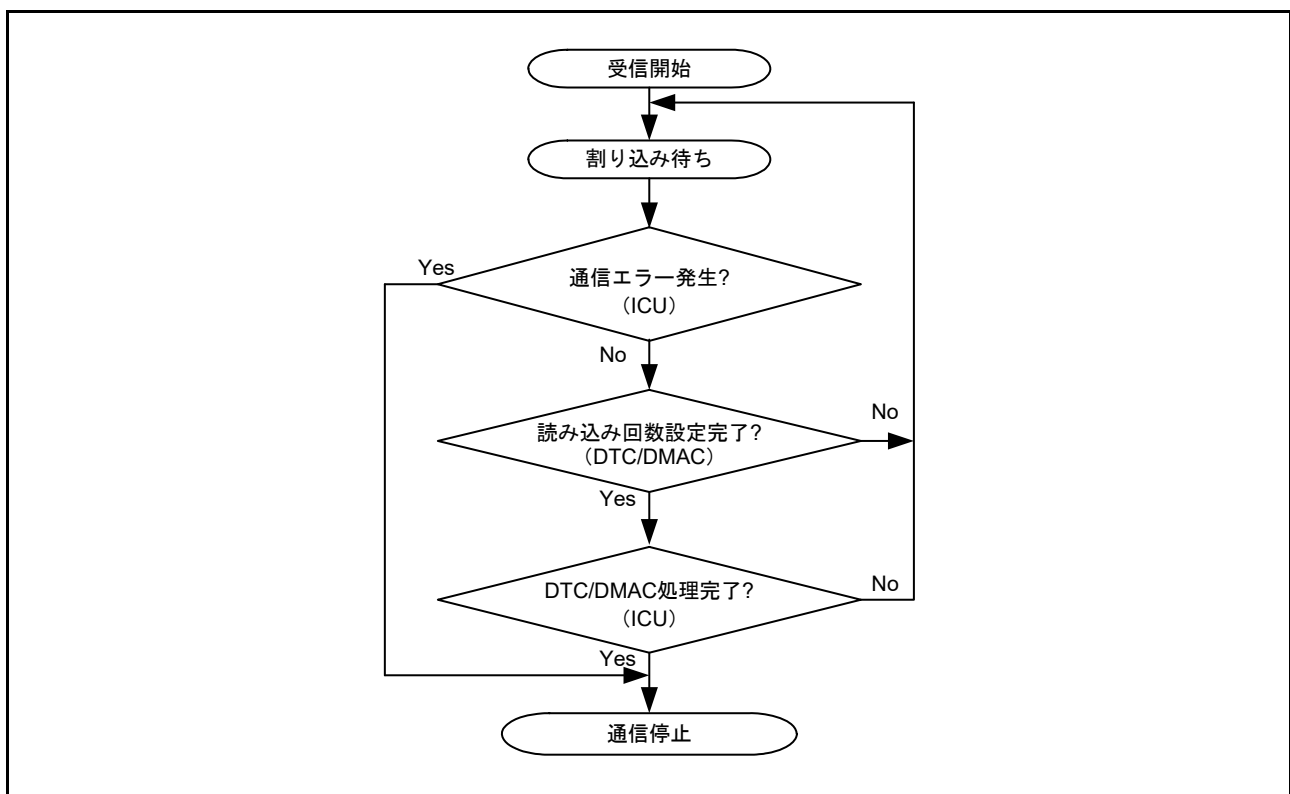 受信開始
割り込み待ち
通信エラー発生?
（ICU）
Yes
No
読み込み回数設定完了?
（DTC/DMAC）
No
Yes
DTC/DMAC処理完了?
（ICU）
No
Yes
通信停止